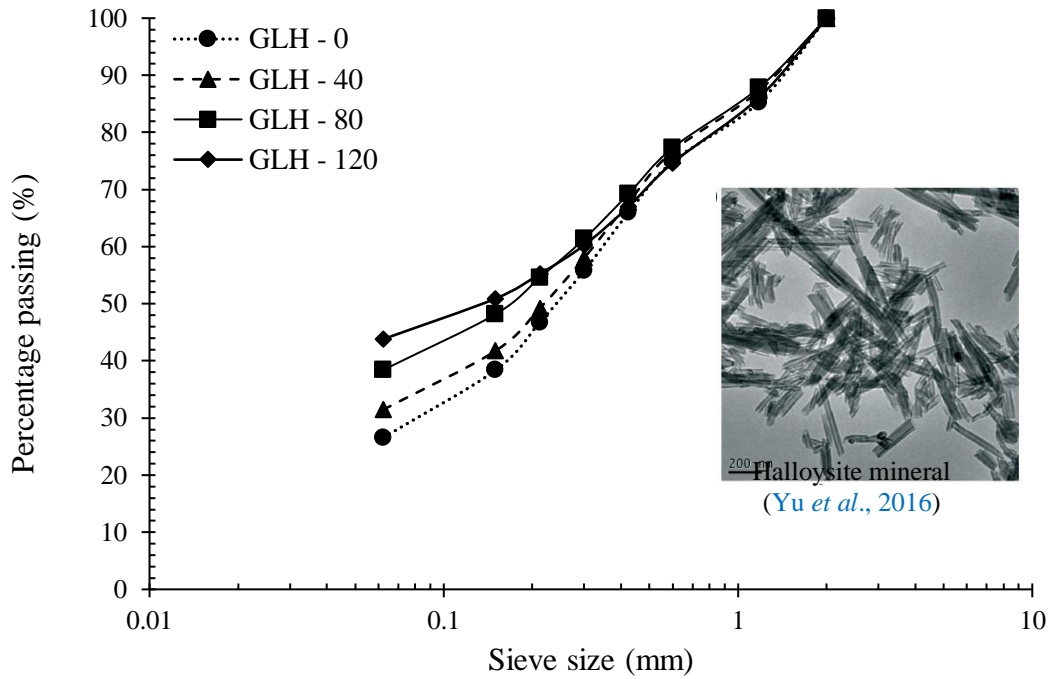 Percentage passing (%)
100
90
80
70
60
50
40
30
20
10
0
GLH - 0
GLH - 40
GLH - 80
GLH - 120
200 nm
Halloysite mineral
(Yu et al., 2016)
0.01
0.1
1
10
Sieve size (mm)